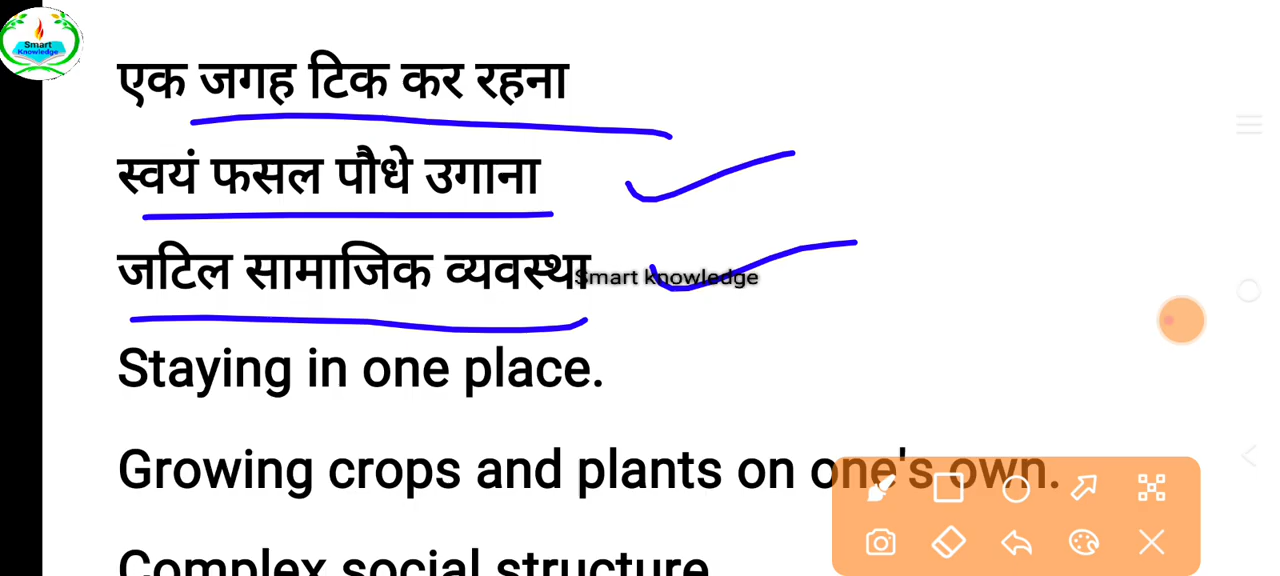 Smart
Knowledge
एक जगह टिक कर रहना
स्वयं फसल पौधे उगाना
जटिल सामाजिक व्यवस्था
Smart knowledge
Staying in one place.
Growing crops and plants on one's own.
Complex social structure